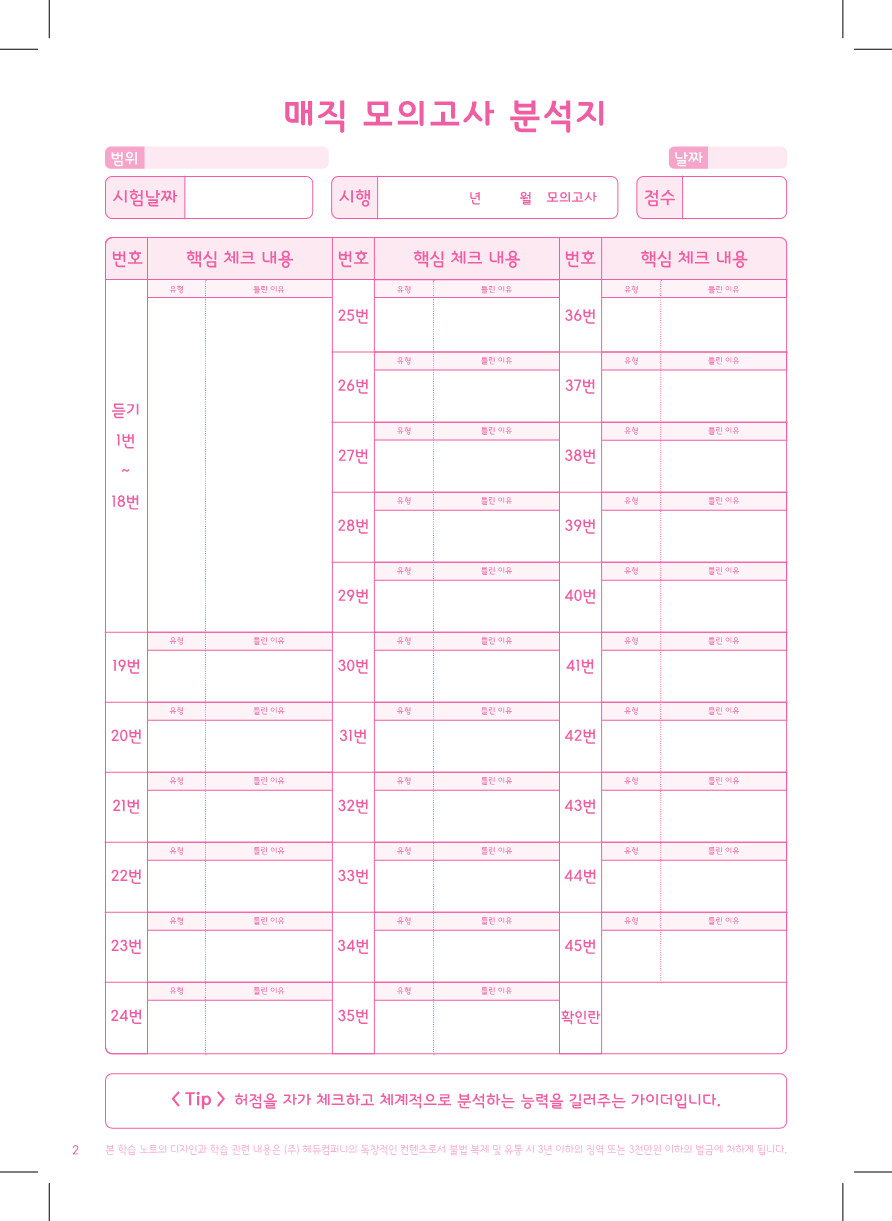 매직 모의고사 분석지
범위 날짜
시험날짜 시행 년 월 모의고사 점수
번호 핵심 체크 내용 번호 핵심 체크 내용 번호 핵심 체크 내용
유형 틀린 이유 유형 틀린 이유 유형 틀린 이유
25번 36번
유형 틀린 이유 유형 틀린 이유
26번 37번
듣기
유형 틀린 이유 유형 틀린 이유
1번
27번 38번
~
18번
유형 틀린 이유 유형 틀린 이유
28번 39번
유형 틀린 이유 유형 틀린 이유
29번 40번
유형 틀린 이유 유형 틀린 이유 유형 틀린 이유
19번 30번 41번
유형 틀린 이유 유형 틀린 이유 유형 틀린 이유
20번 31번 42번
유형 틀린 이유 유형 틀린 이유 유형 틀린 이유
21번 32번 43번
유형 틀린 이유 유형 틀린 이유 유형 틀린 이유
22번 33번 44번
유형 틀린 이유 유형 틀린 이유 유형 틀린 이유
23번 34번 45번
유형 틀린 이유 유형 틀린 이유
24번 35번 확인란
< Tip > 허점을 자가 체크하고 체계적으로 분석하는 능력을 길러주는 가이더입니다.
2 본 학습 노트의 디자인과 학습 관련 내용은 (주) 헤듀컴퍼니의 독창적인 컨텐츠로서 불법 복제 및 유통 시 3년 이하의 징역 또는 3천만원 이하의 벌금에 처하게 됩니다.